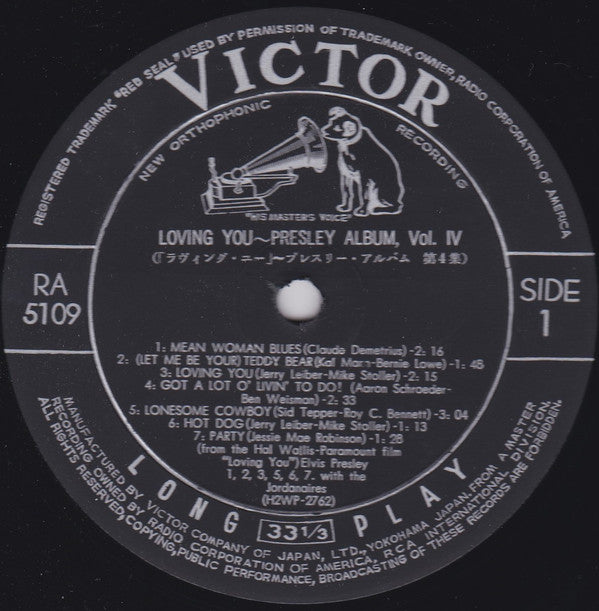 REGISTERED TRADEMARK "RED SEAL" USED BY PERMISSION OF TRADEMARK OWNER, RADIO CORPORATION OF AMERICA
VICTOR
NEW ORTHOPHONIC RECORDING
"HIS MASTER'S VOICE"
LOVING YOU~PRESLEY ALBUM, Vol. IV
(「ラヴィング・ユー」~プレスリー・アルバム 第4集)
RA
5109
SIDE
1
1: MEAN WOMAN BLUES (Claude Demetrius)-2: 16
2: (LET ME BE YOUR) TEDDY BEAR (Kal Mann-Bernie Lowe)-1: 48
3: LOVING YOU (Jerry Leiber-Mike Stoller)-2: 15
4: GOT A LOT O' LIVIN' TO DO! (Aaron Schroeder-
Ben Weisman)-2: 33
5: LONESOME COWBOY (Sid Tepper-Roy C. Bennett)-3: 04
6: HOT DOG (Jerry Leiber-Mike Stoller)-1: 13
7: PARTY (Jessie Mae Robinson)-1: 28
(from the Hal Wallis-Paramount film
"Loving You") Elvis Presley
1, 2, 3, 5, 6, 7. with the
Jordanaires
(H2WP-2762)
LONG 33 1/3 PLAY
MANUFACTURED BY VICTOR COMPANY OF JAPAN, LTD., YOKOHAMA JAPAN, FROM A MASTER
RECORDING OWNED BY RADIO CORPORATION OF AMERICA, RCA INTERNATIONAL DIVISION.
ALL RIGHTS RESERVED, COPYING, PUBLIC PERFORMANCE, BROADCASTING OF THESE RECORDS ARE FORBIDDEN.